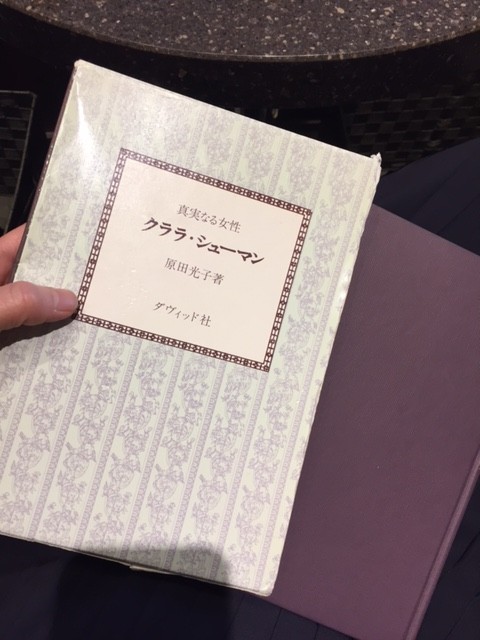 真実なる女性
クララ・シューマン
原田光子著
ダヴィッド社